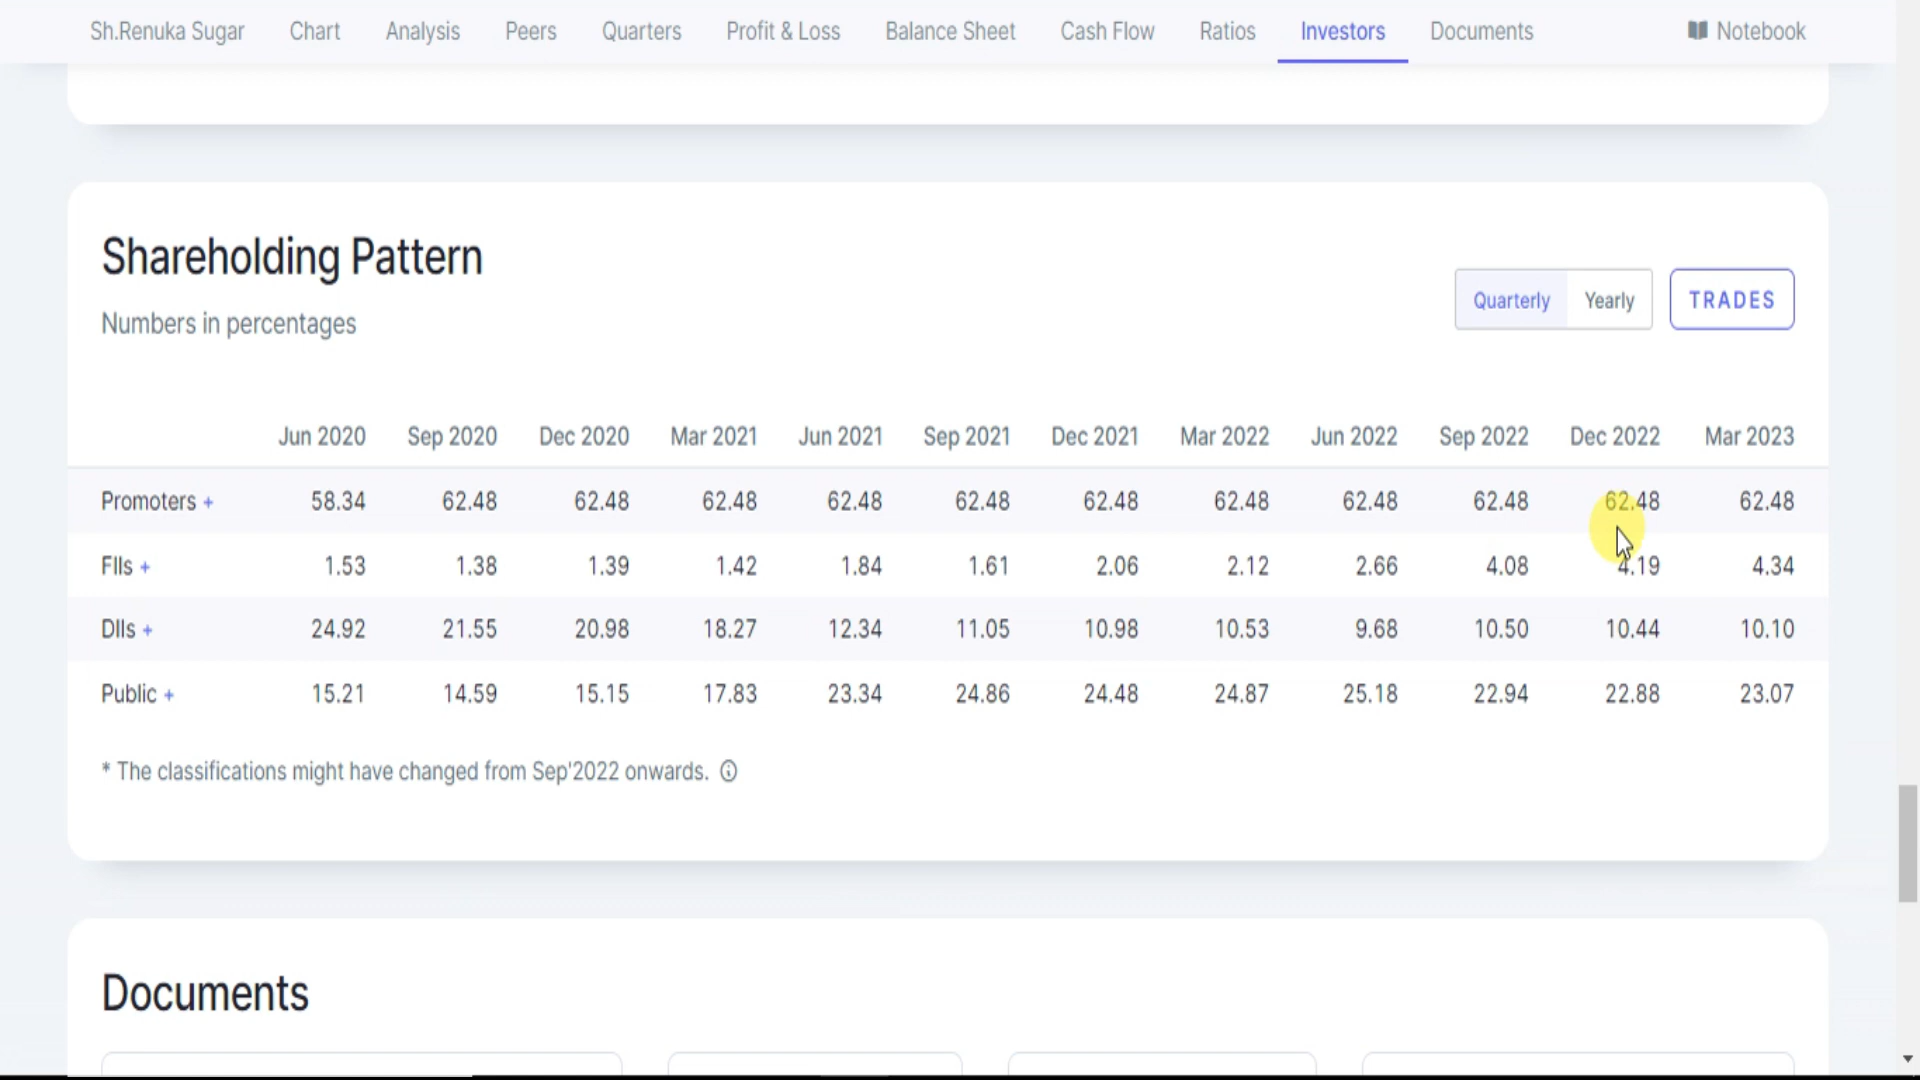 Sh.Renuka Sugar Chart Analysis Peers Quarters Profit & Loss Balance Sheet Cash Flow Ratios Investors Documents Notebook
Shareholding Pattern
Numbers in percentages
Quarterly Yearly TRADES
Jun 2020 Sep 2020 Dec 2020 Mar 2021 Jun 2021 Sep 2021 Dec 2021 Mar 2022 Jun 2022 Sep 2022 Dec 2022 Mar 2023
Promoters + 58.34 62.48 62.48 62.48 62.48 62.48 62.48 62.48 62.48 62.48 62.48 62.48
FIIs + 1.53 1.38 1.39 1.42 1.84 1.61 2.06 2.12 2.66 4.08 4.19 4.34
DIIs + 24.92 21.55 20.98 18.27 12.34 11.05 10.98 10.53 9.68 10.50 10.44 10.10
Public + 15.21 14.59 15.15 17.83 23.34 24.86 24.48 24.87 25.18 22.94 22.88 23.07
* The classifications might have changed from Sep'2022 onwards.
Documents